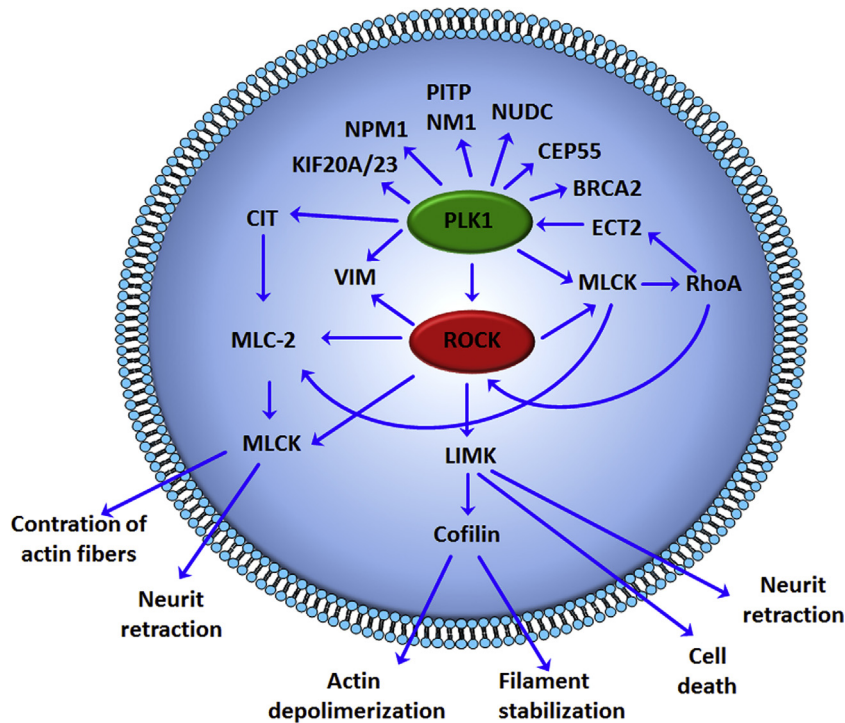 PITP
NM1
NUDC
NPM1
CEP55
KIF20A/23
BRCA2
PLK1
CIT
ECT2
VIM
MLCK
RhoA
MLC-2
ROCK
MLCK
LIMK
Contration of
actin fibers
Cofilin
Neurit
retraction
Neurit
retraction
Cell
death
Actin
depolimerization
Filament
stabilization